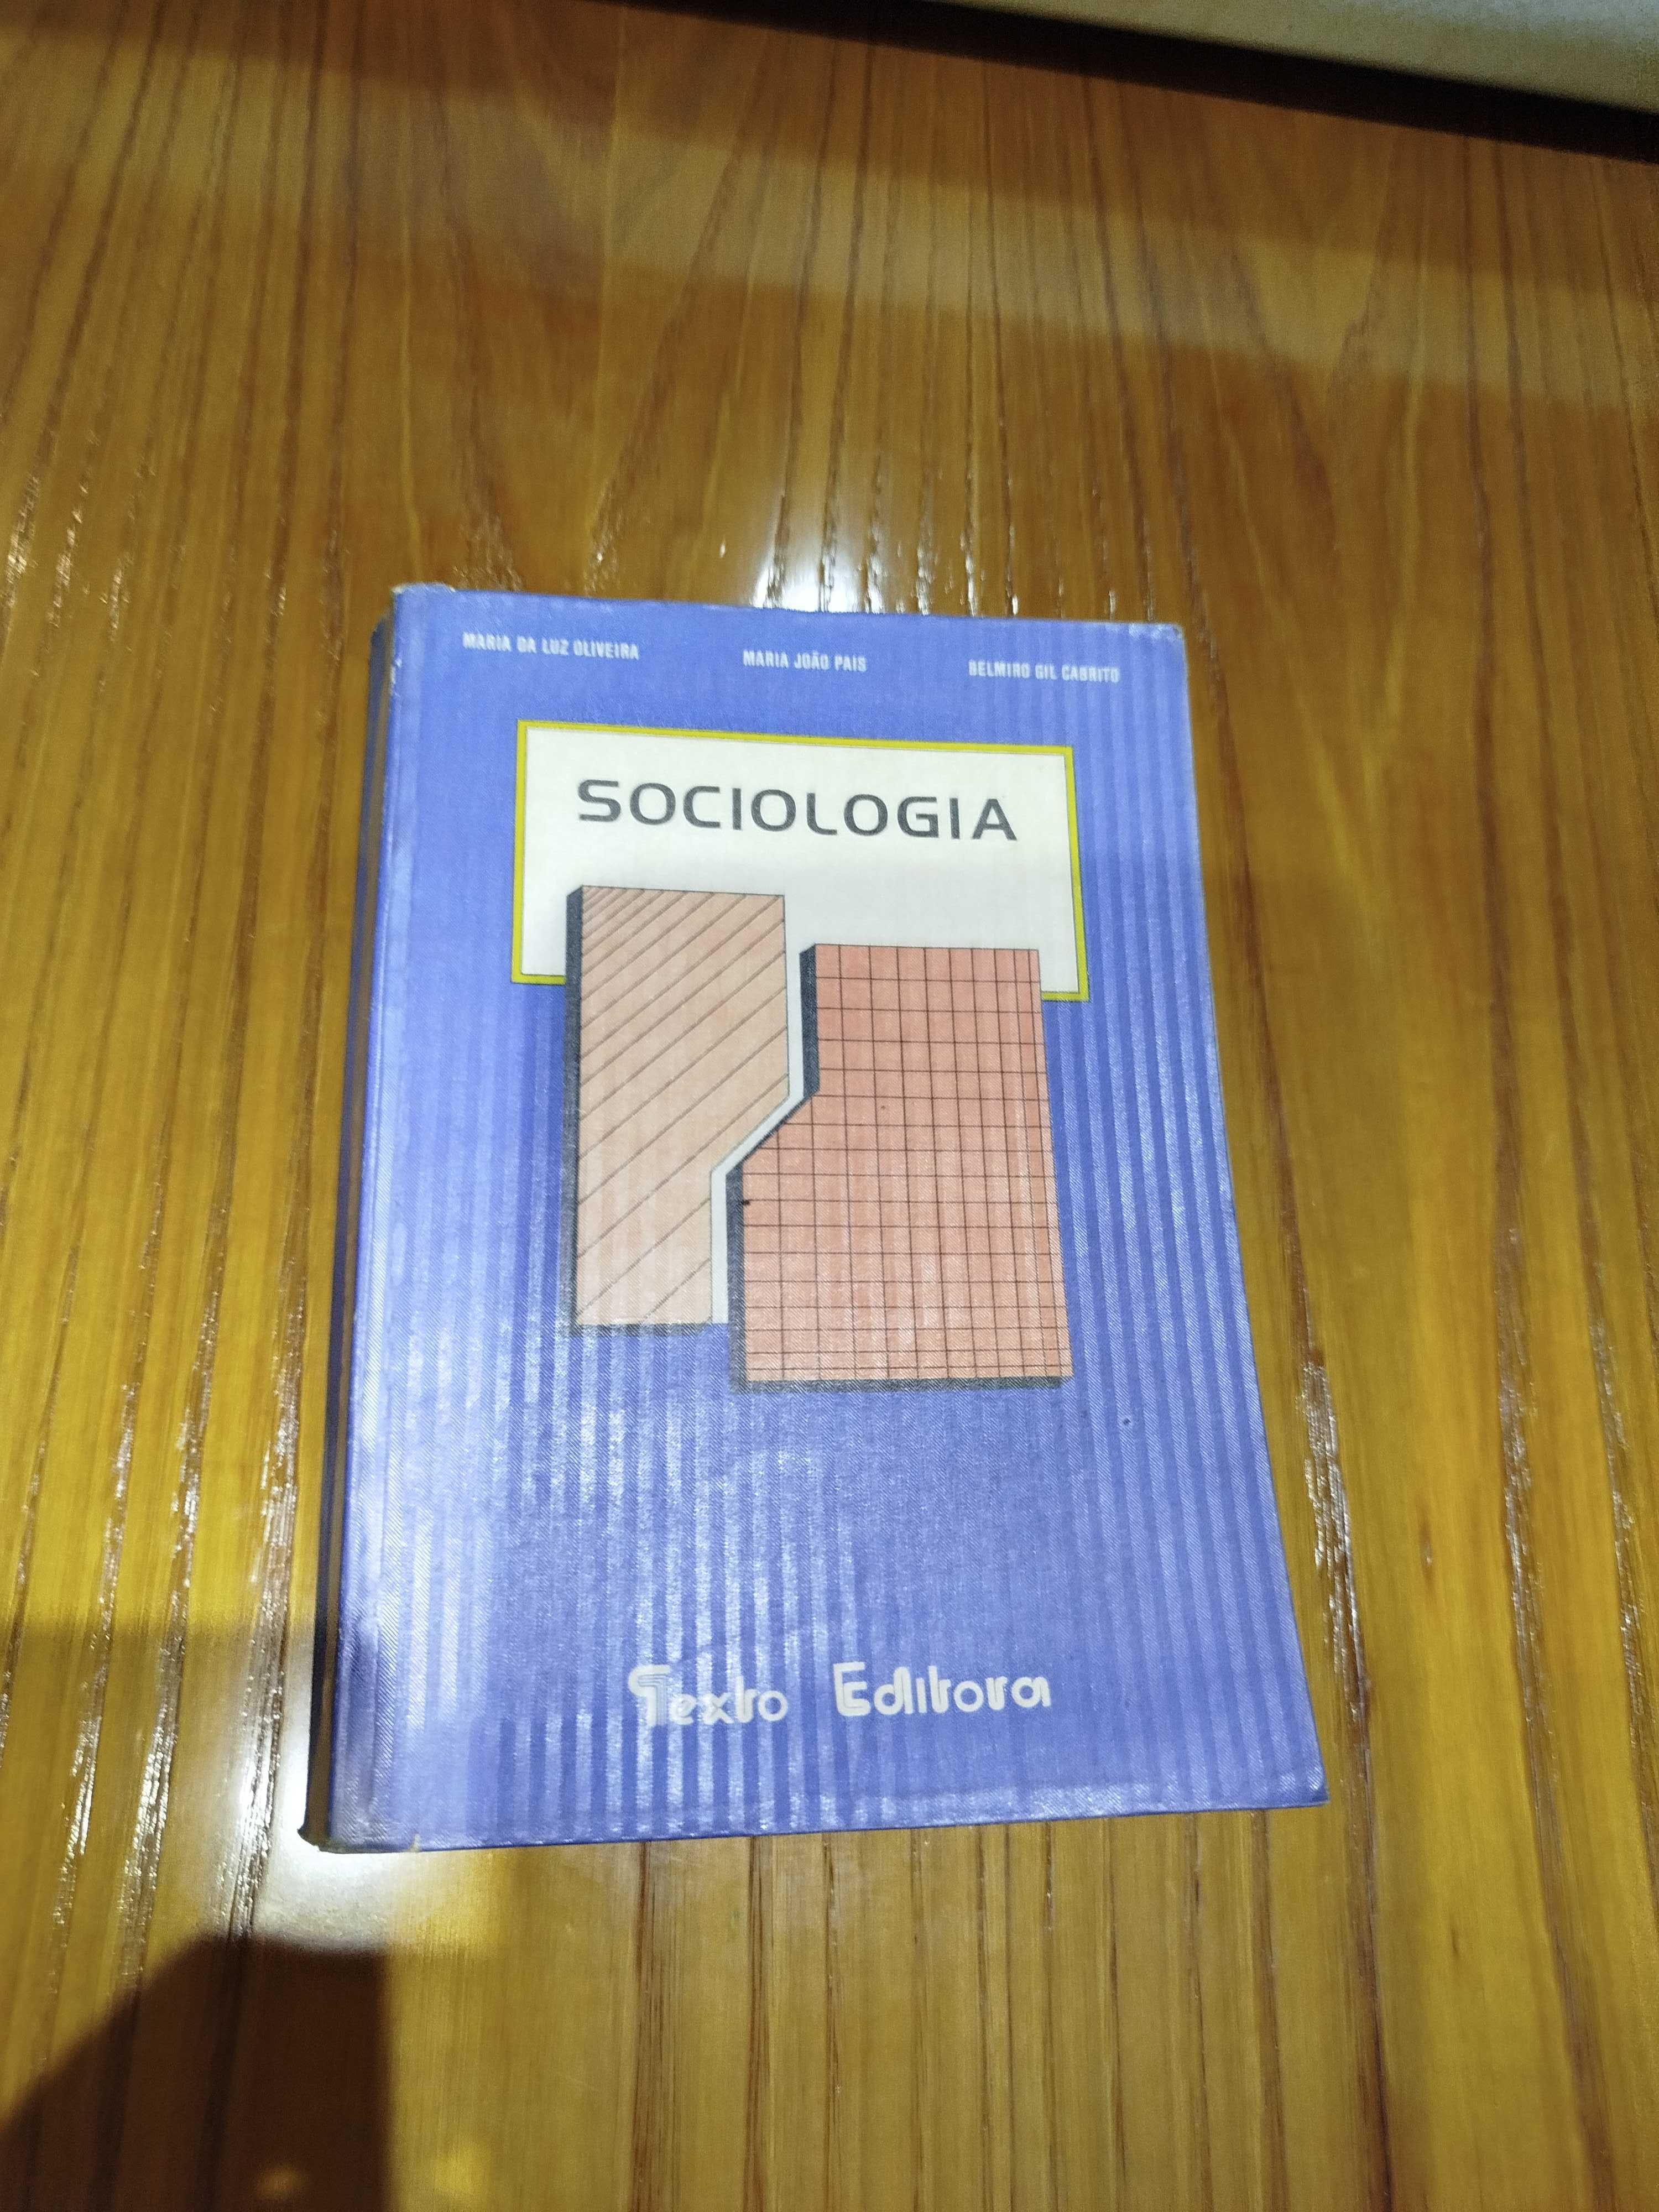 MARIA DA LUZ OLIVEIRA MARIA JOÃO PAIS BELMIRO GIL CABRITO
SOCIOLOGIA
Texto Editora